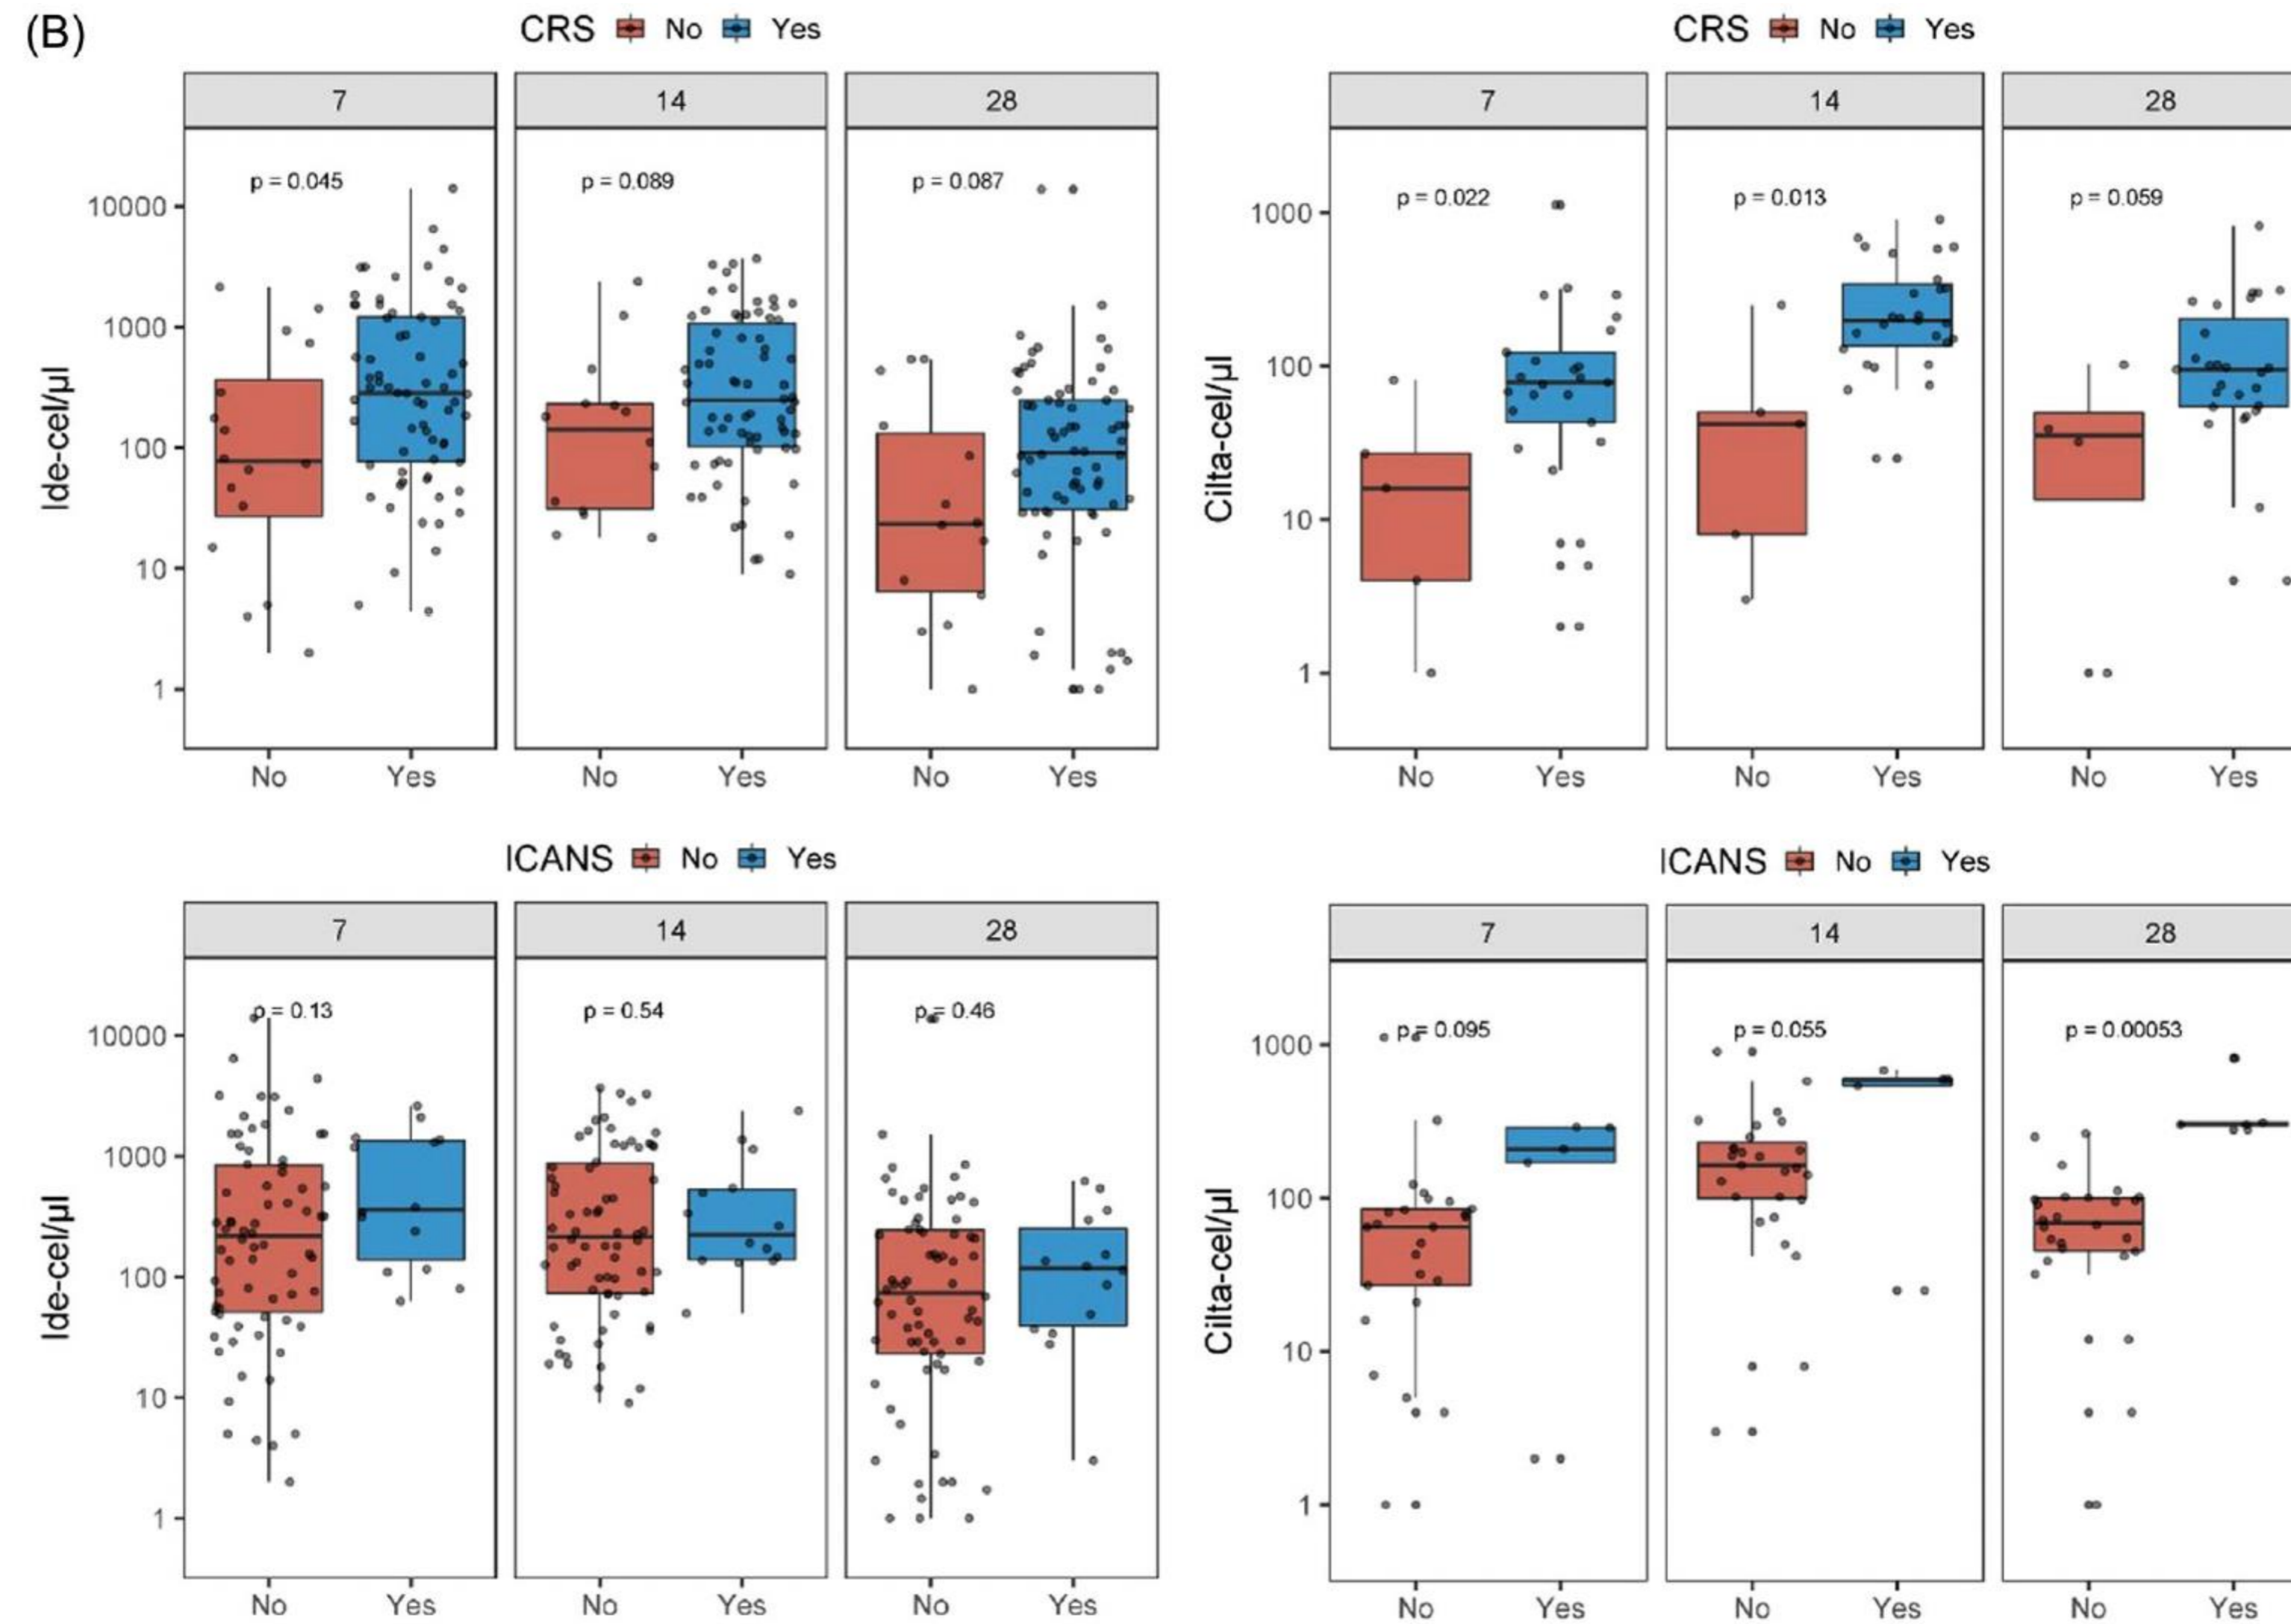 (B)
CRS No Yes
7 14 28
p = 0.045 p = 0.089 p = 0.087
10000
1000
100
10
1
Ide-cel/µl
No Yes No Yes No Yes
CRS No Yes
7 14 28
p = 0.022 p = 0.013 p = 0.059
1000
100
10
1
Cilta-cel/µl
No Yes No Yes No Yes
ICANS No Yes
7 14 28
p = 0.13 p = 0.54 p = 0.46
10000
1000
100
10
1
Ide-cel/µl
No Yes No Yes No Yes
ICANS No Yes
7 14 28
p = 0.095 p = 0.055 p = 0.00053
1000
100
10
1
Cilta-cel/µl
No Yes No Yes No Yes